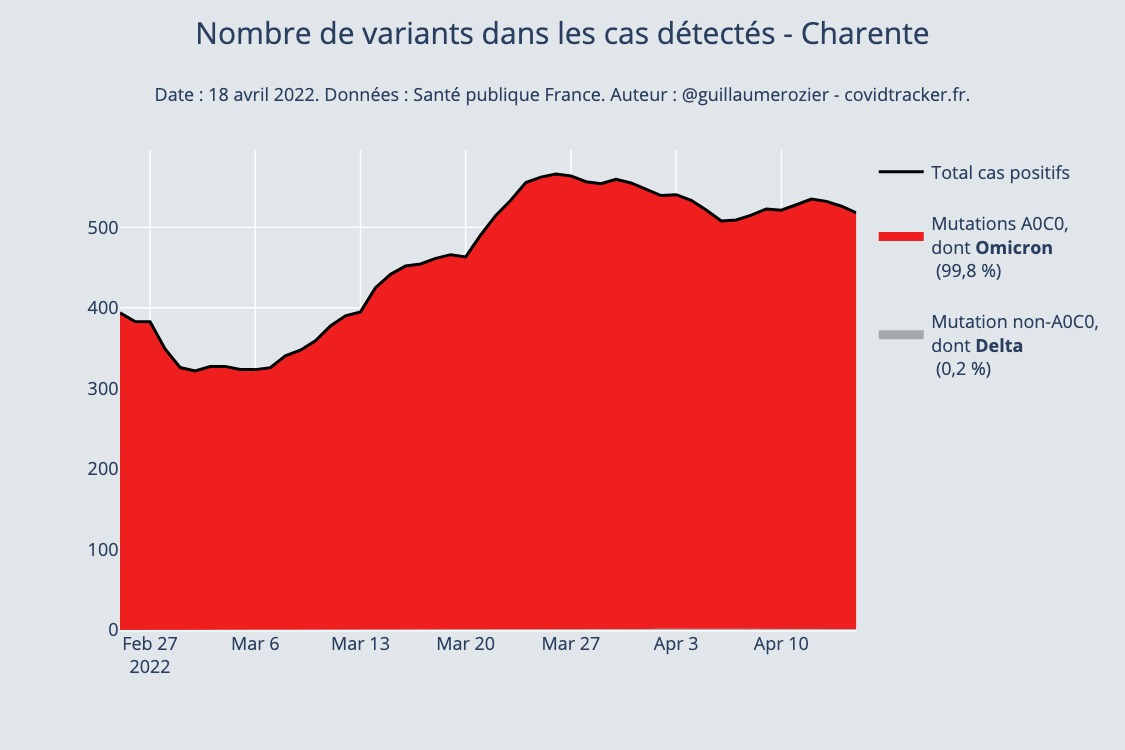 Nombre de variants dans les cas détectés - Charente
Date : 18 avril 2022. Données : Santé publique France. Auteur : @guillaumerozier - covidtracker.fr.
Total cas positifs
Mutations A0C0,
dont Omicron
(99,8 %)
Mutation non-A0C0,
dont Delta
(0,2 %)
500
400
300
200
100
0
Feb 27
2022
Mar 6
Mar 13
Mar 20
Mar 27
Apr 3
Apr 10